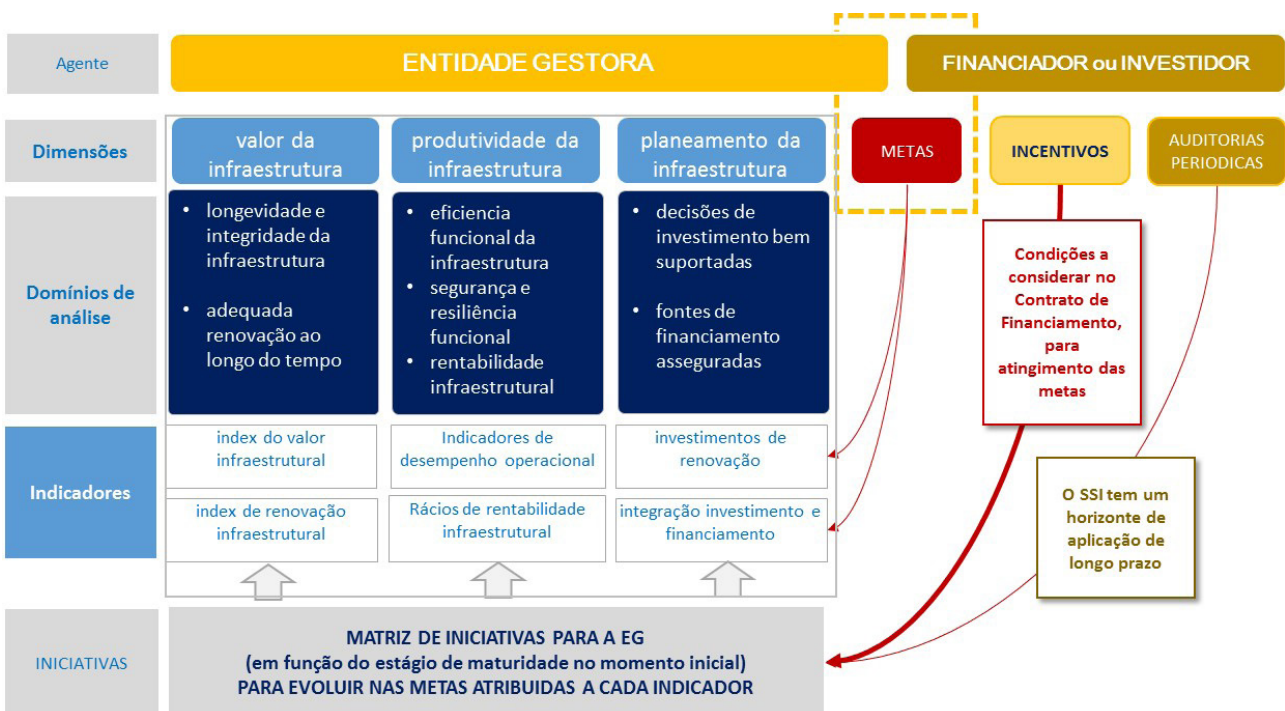 Agente
ENTIDADE GESTORA
FINANCIADOR ou INVESTIDOR
Dimensões
valor da
infraestrutura
produtividade da
infraestrutura
planeamento da
infraestrutura
METAS
INCENTIVOS
AUDITORIAS
PERIODICAS
Domínios de
análise
• longevidade e
integridade da
infraestrutura
• adequada
renovação ao
longo do tempo
• eficiencia
funcional da
infraestrutura
• segurança e
resiliência
funcional
• rentabilidade
infraestrutural
• decisões de
investimento bem
suportadas
• fontes de
financiamento
asseguradas
Condições a
considerar no
Contrato de
Financiamento,
para
atingimento das
metas
Indicadores
index do valor
infraestrutural
Indicadores de
desempenho operacional
investimentos de
renovação
index de renovação
infraestrutural
Rácios de rentabilidade
infraestrutural
integração investimento e
financiamento
O SSI tem um
horizonte de
aplicação de
longo prazo
INICIATIVAS
MATRIZ DE INICIATIVAS PARA A EG
(em função do estágio de maturidade no momento inicial)
PARA EVOLUIR NAS METAS ATRIBUIDAS A CADA INDICADOR